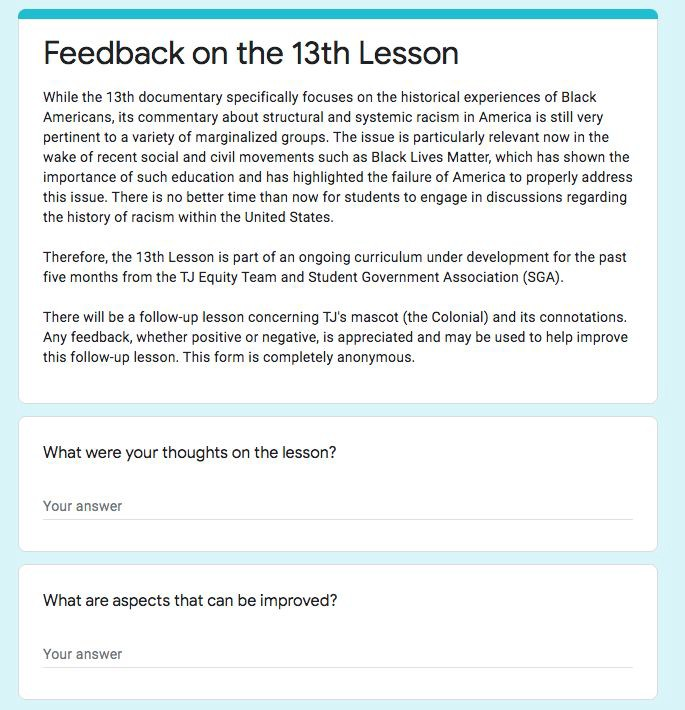 Feedback on the 13th Lesson
While the 13th documentary specifically focuses on the historical experiences of Black
Americans, its commentary about structural and systemic racism in America is still very
pertinent to a variety of marginalized groups. The issue is particularly relevant now in the
wake of recent social and civil movements such as Black Lives Matter, which has shown the
importance of such education and has highlighted the failure of America to properly address
this issue. There is no better time than now for students to engage in discussions regarding
the history of racism within the United States.
Therefore, the 13th Lesson is part of an ongoing curriculum under development for the past
five months from the TJ Equity Team and Student Government Association (SGA).
There will be a follow-up lesson concerning TJ's mascot (the Colonial) and its connotations.
Any feedback, whether positive or negative, is appreciated and may be used to help improve
this follow-up lesson. This form is completely anonymous.
What were your thoughts on the lesson?
Your answer
What are aspects that can be improved?
Your answer